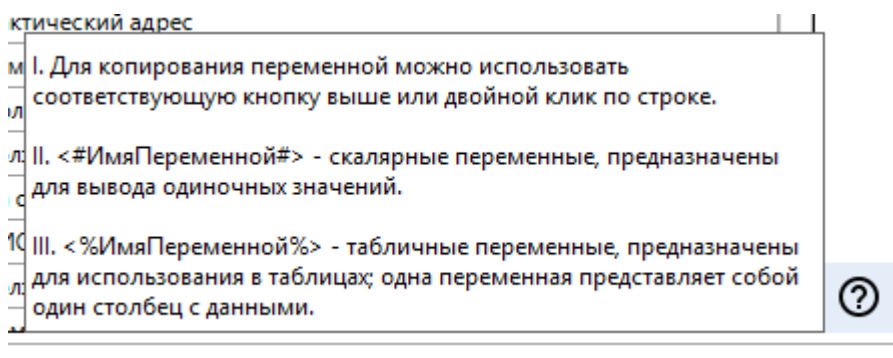 ктический адрес
I. Для копирования переменной можно использовать
соответствующую кнопку выше или двойной клик по строке.
II. <#ИмяПеременной#> - скалярные переменные, предназначены
для вывода одиночных значений.
III. <%ИмяПеременной%> - табличные переменные, предназначены
для использования в таблицах; одна переменная представляет собой
один столбец с данными.